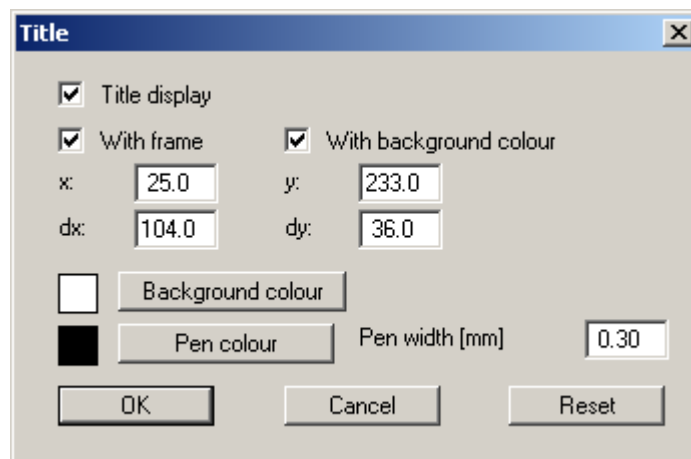 Title
Title display
With frame With background colour
x: 25.0 y: 233.0
dx: 104.0 dy: 36.0
Background colour
Pen colour Pen width [mm] 0.30
OK Cancel Reset